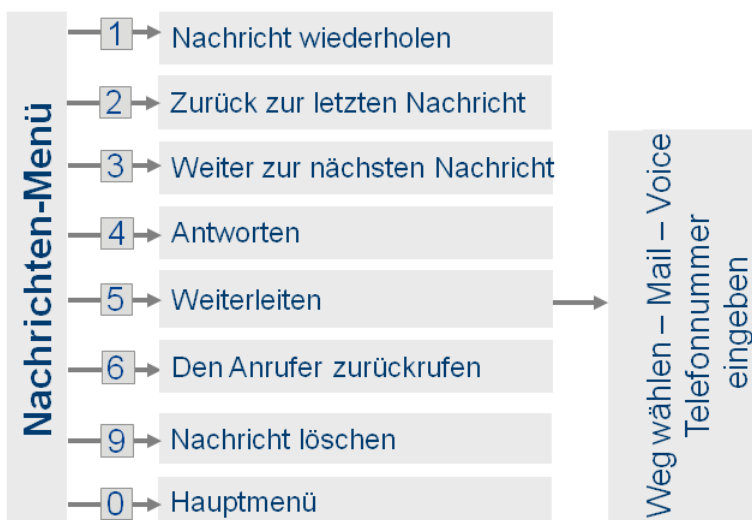 Nachrichten-Menü
1
Nachricht wiederholen
2
Zurück zur letzten Nachricht
3
Weiter zur nächsten Nachricht
4
Antworten
5
Weiterleiten
6
Den Anrufer zurückrufen
9
Nachricht löschen
0
Hauptmenü
Weg wählen – Mail – Voice
Telefonnummer
eingeben